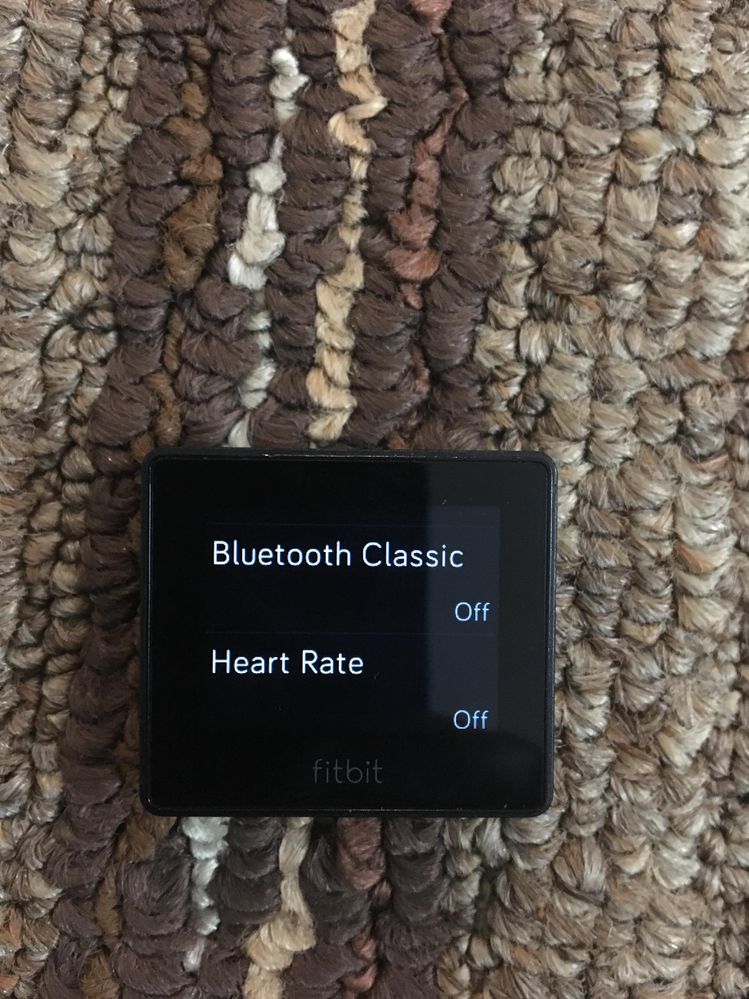 Bluetooth Classic
Off
Heart Rate
Off
fitbit